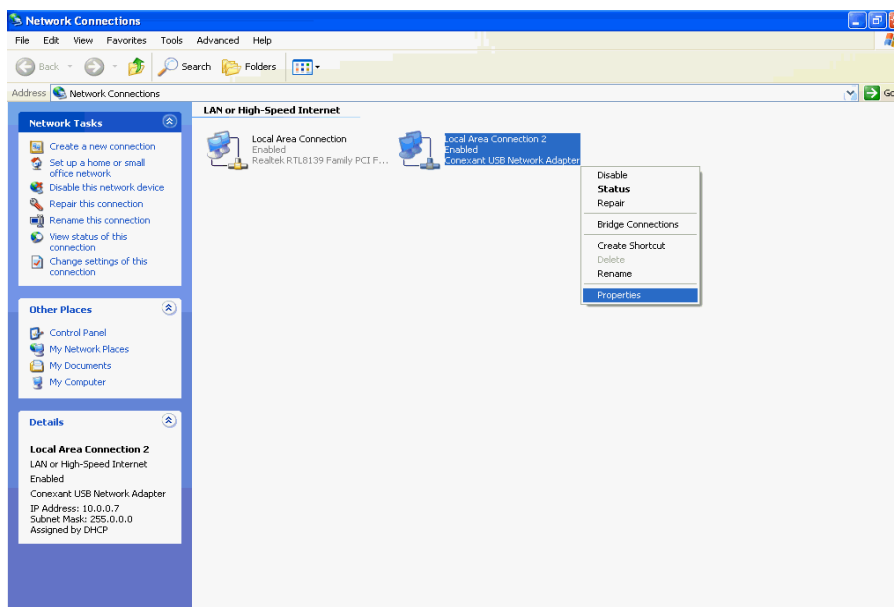 Network Connections
File Edit View Favorites Tools Advanced Help
Back Search Folders
Address Network Connections Go
Network Tasks
Create a new connection
Set up a home or small
office network
Disable this network device
Repair this connection
Rename this connection
View status of this
connection
Change settings of this
connection
Other Places
Control Panel
My Network Places
My Documents
My Computer
Details
Local Area Connection 2
LAN or High-Speed Internet
Enabled
Conexant USB Network Adapter
IP Address: 10.0.0.7
Subnet Mask: 255.0.0.0
Assigned by DHCP
LAN or High-Speed Internet
Local Area Connection
Enabled
Realtek RTL8139 Family PCI F...
Local Area Connection 2
Enabled
Conexant USB Network Adapter
Disable
Status
Repair
Bridge Connections
Create Shortcut
Delete
Rename
Properties